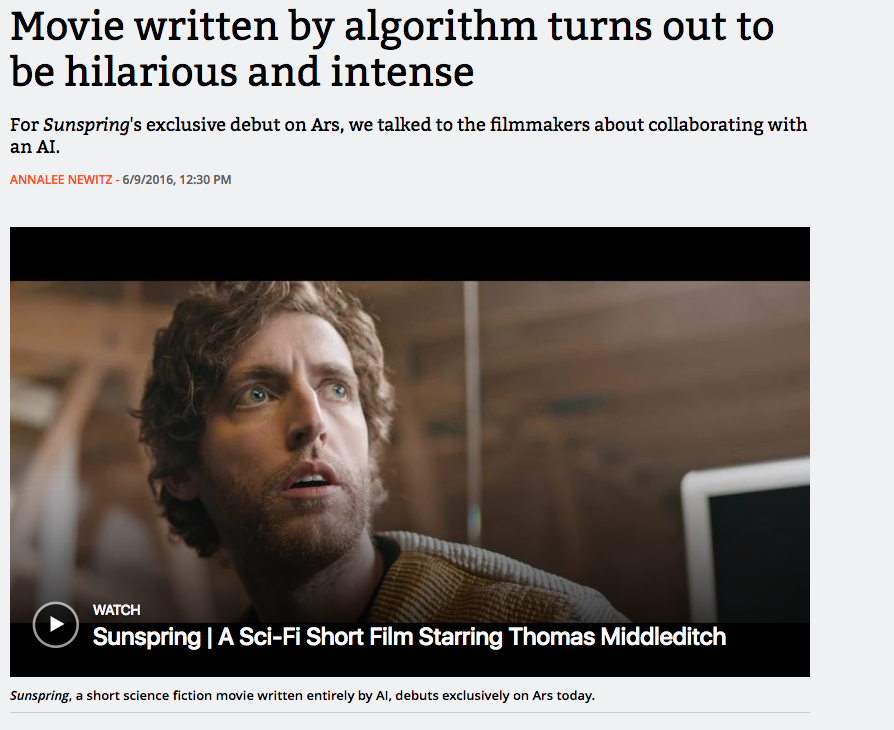 Movie written by algorithm turns out to
be hilarious and intense
For Sunspring's exclusive debut on Ars, we talked to the filmmakers about collaborating with
an AI.
ANNALEE NEWITZ - 6/9/2016, 12:30 PM
WATCH
Sunspring | A Sci-Fi Short Film Starring Thomas Middleditch
Sunspring, a short science fiction movie written entirely by AI, debuts exclusively on Ars today.